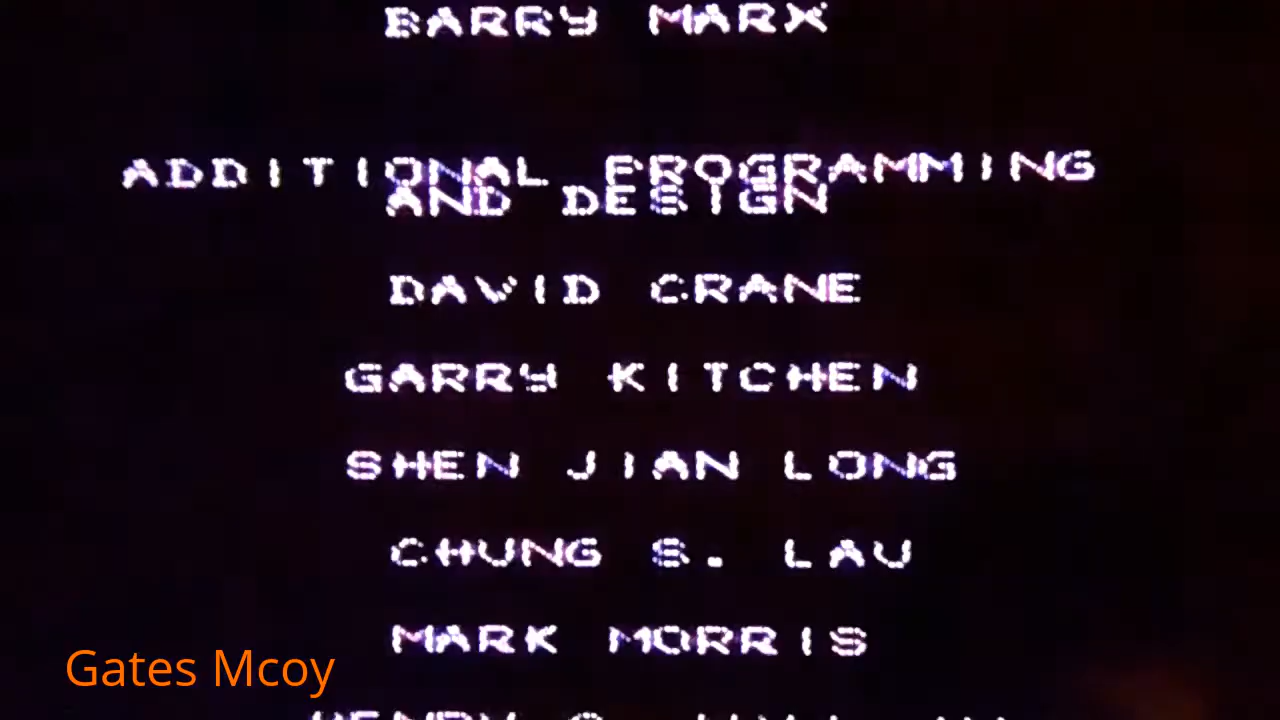 BARRY MARX
ADDITIONAL PROGRAMMING
AND DESIGN
DAVID CRANE
GARRY KITCHEN
SHEN JIAN LONG
CHUNG S. LAU
MARK MORRIS
Gates Mcoy
HENRY C.